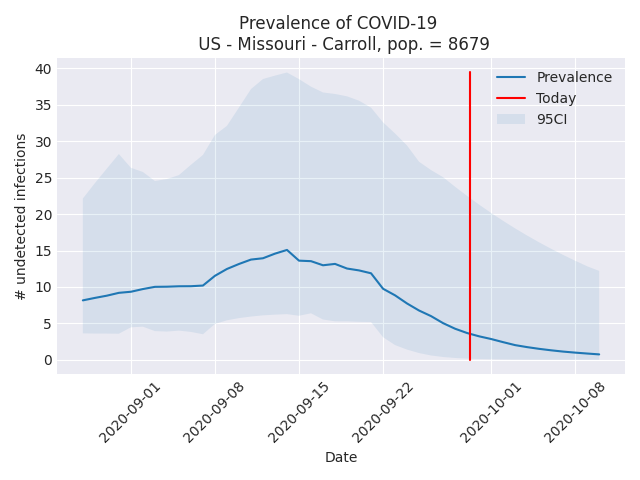 Prevalence of COVID-19
US - Missouri - Carroll, pop. = 8679
40
35
30
25
20
15
10
5
0
# undetected infections
Prevalence
Today
95CI
2020-09-01
2020-09-08
2020-09-15
2020-09-22
2020-10-01
2020-10-08
Date